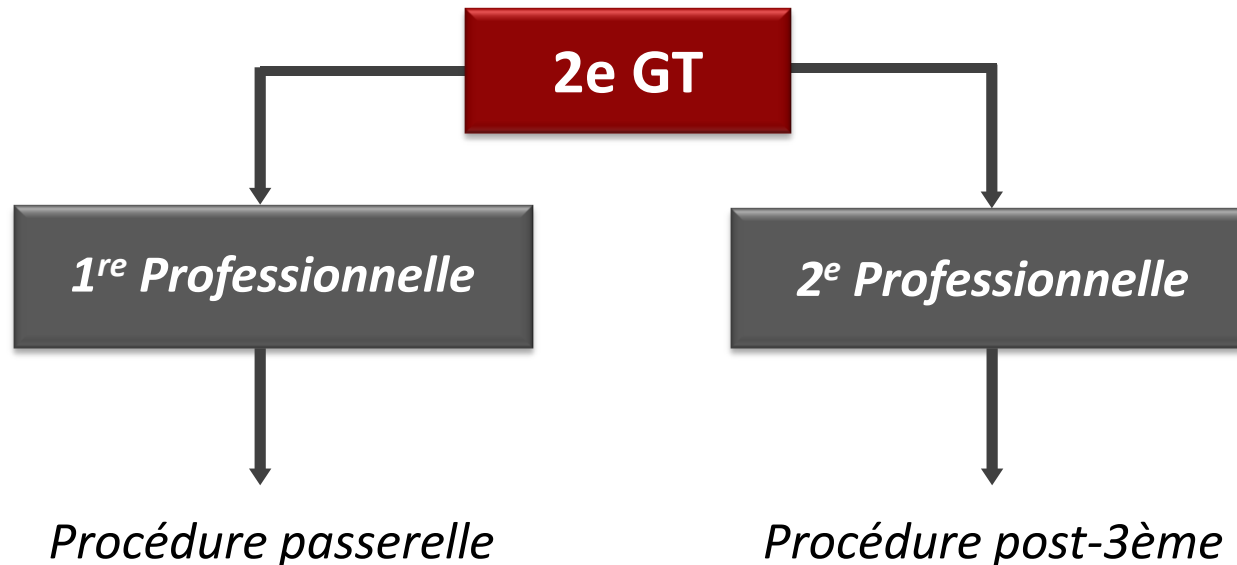 2e GT
1re Professionnelle
2e Professionnelle
Procédure passerelle
Procédure post-3ème